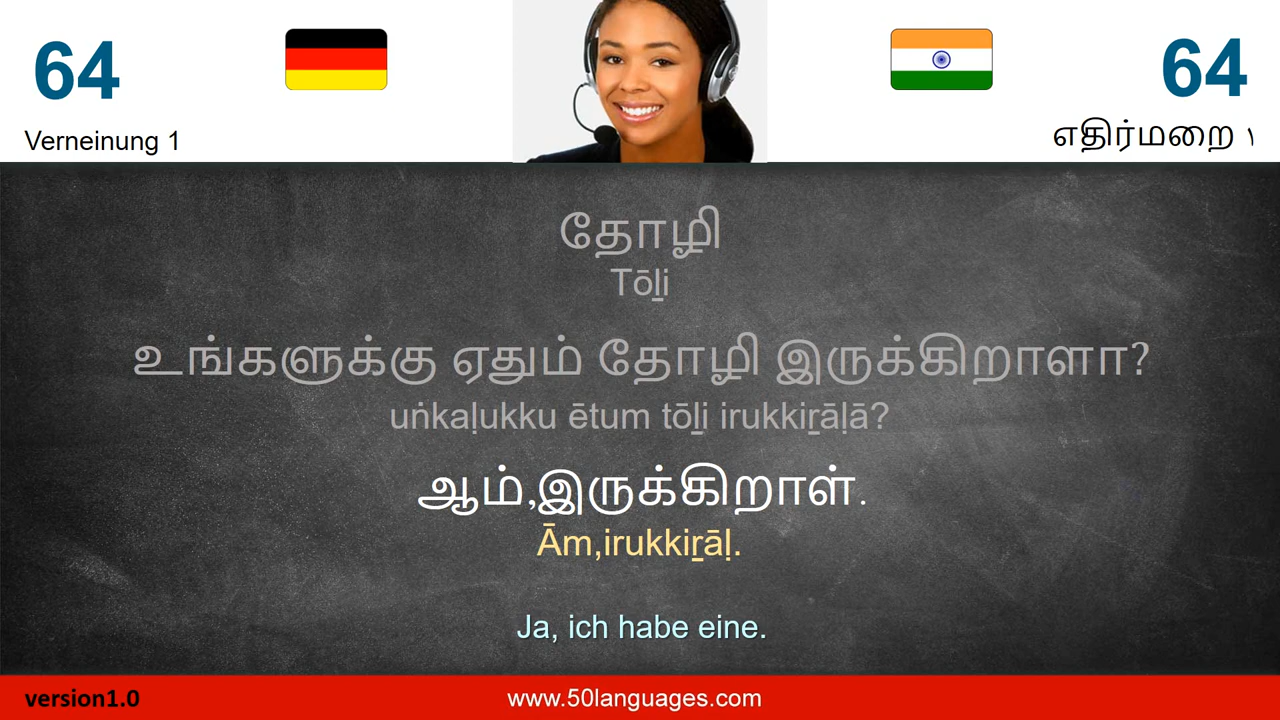 64
64
Verneinung 1
எதிர்மறை ١
தோழி
Tōḻi
உங்களுக்கு ஏதும் தோழி இருக்கிறாளா?
uṅkaḷukku ētum tōḻi irukkiṟāḷā?
ஆம்,இருக்கிறாள்.
Ām,irukkiṟāḷ.
Ja, ich habe eine.
version1.0
www.50languages.com